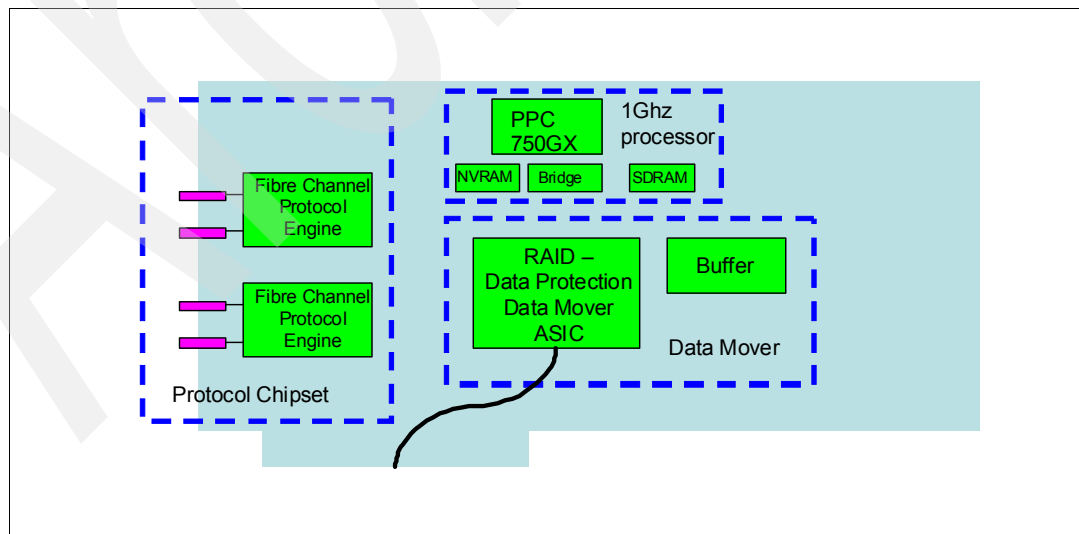 PPC
750GX
1Ghz
processor
NVRAM
Bridge
SDRAM
Fibre Channel
Protocol
Engine
Fibre Channel
Protocol
Engine
Protocol Chipset
RAID –
Data Protection
Data Mover
ASIC
Buffer
Data Mover